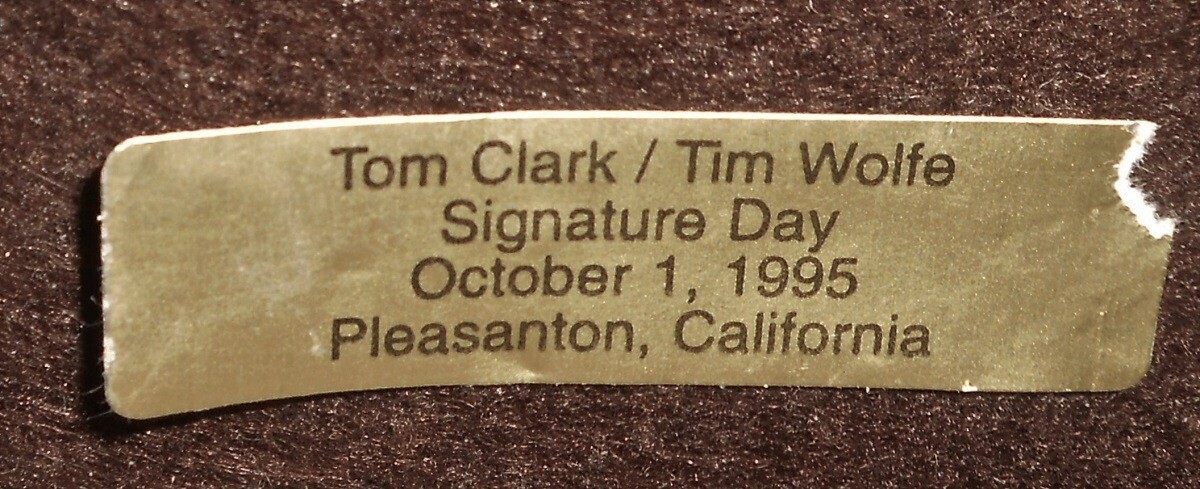 Tom Clark / Tim Wolfe
Signature Day
October 1, 1995
Pleasanton, California